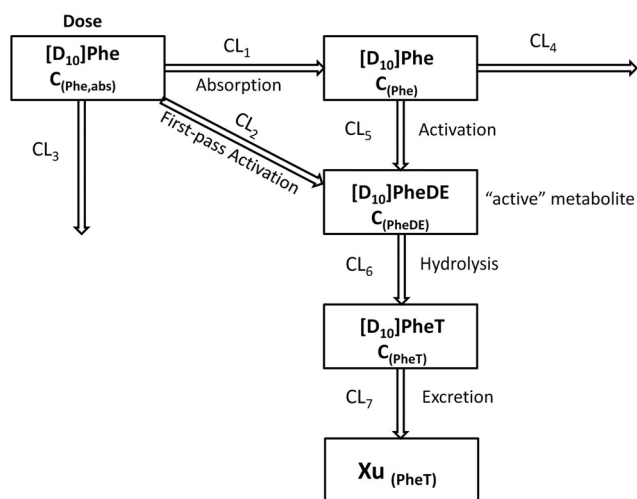 Dose
[D₁₀]Phe
C(Phe,abs)
CL₁
Absorption
[D₁₀]Phe
C(Phe)
CL₄
CL₃
CL₂
First-pass Activation
CL₅
Activation
[D₁₀]PheDE
C(PheDE)
“active” metabolite
CL₆
Hydrolysis
[D₁₀]PheT
C(PheT)
CL₇
Excretion
Xu (PheT)